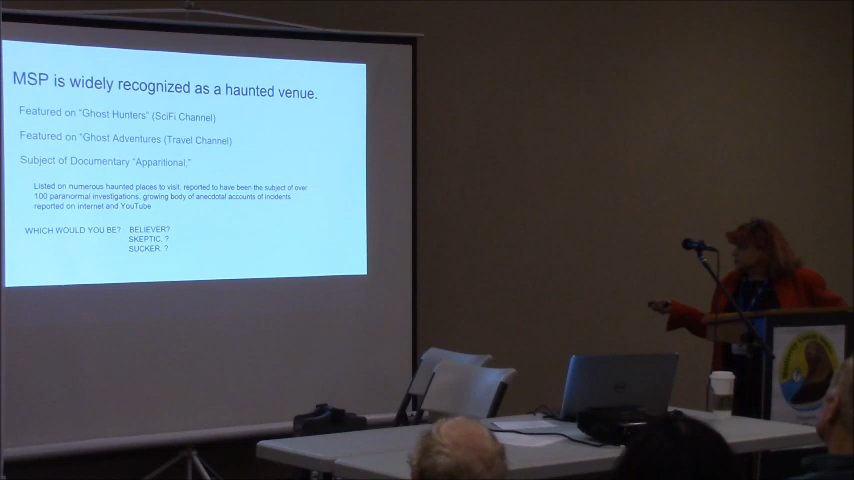 MSP is widely recognized as a haunted venue.
Featured on "Ghost Hunters" (SciFi Channel)
Featured on "Ghost Adventures (Travel Channel)
Subject of Documentary "Apparitional,"
Listed on numerous haunted places to visit, reported to have been the subject of over
100 paranormal investigations, growing body of anecdotal accounts of incidents
reported on internet and YouTube
WHICH WOULD YOU BE? BELIEVER?
SKEPTIC. ?
SUCKER. ?
DELL